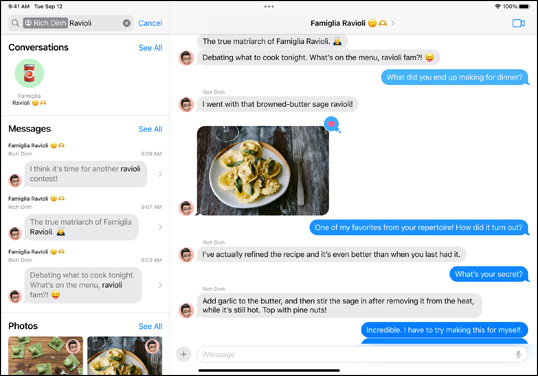 9:41 AM Tue Sep 12
100%
Rich Dinh Ravioli
Cancel
Conversations
See All
Famiglia
Ravioli
Messages
See All
Famiglia Ravioli
Rich Dinh
9:09 AM
I think it's time for another ravioli
contest!
Famiglia Ravioli
Rich Dinh
9:07 AM
The true matriarch of Famiglia
Ravioli.
Famiglia Ravioli
Rich Dinh
9:03 AM
Debating what to cook tonight.
What's on the menu, ravioli
fam?!
Photos
See All
Famiglia Ravioli
The true matriarch of Famiglia Ravioli.
Debating what to cook tonight. What's on the menu, ravioli fam?!
What did you end up making for dinner?
Rich Dinh
I went with that browned-butter sage ravioli!
One of my favorites from your repertoire! How did it turn out?
Rich Dinh
I've actually refined the recipe and it's even better than when you last had it.
What's your secret?
Rich Dinh
Add garlic to the butter, and then stir the sage in after removing it from the heat,
while it's still hot. Top with pine nuts!
Incredible. I have to try making this for myself.
iMessage